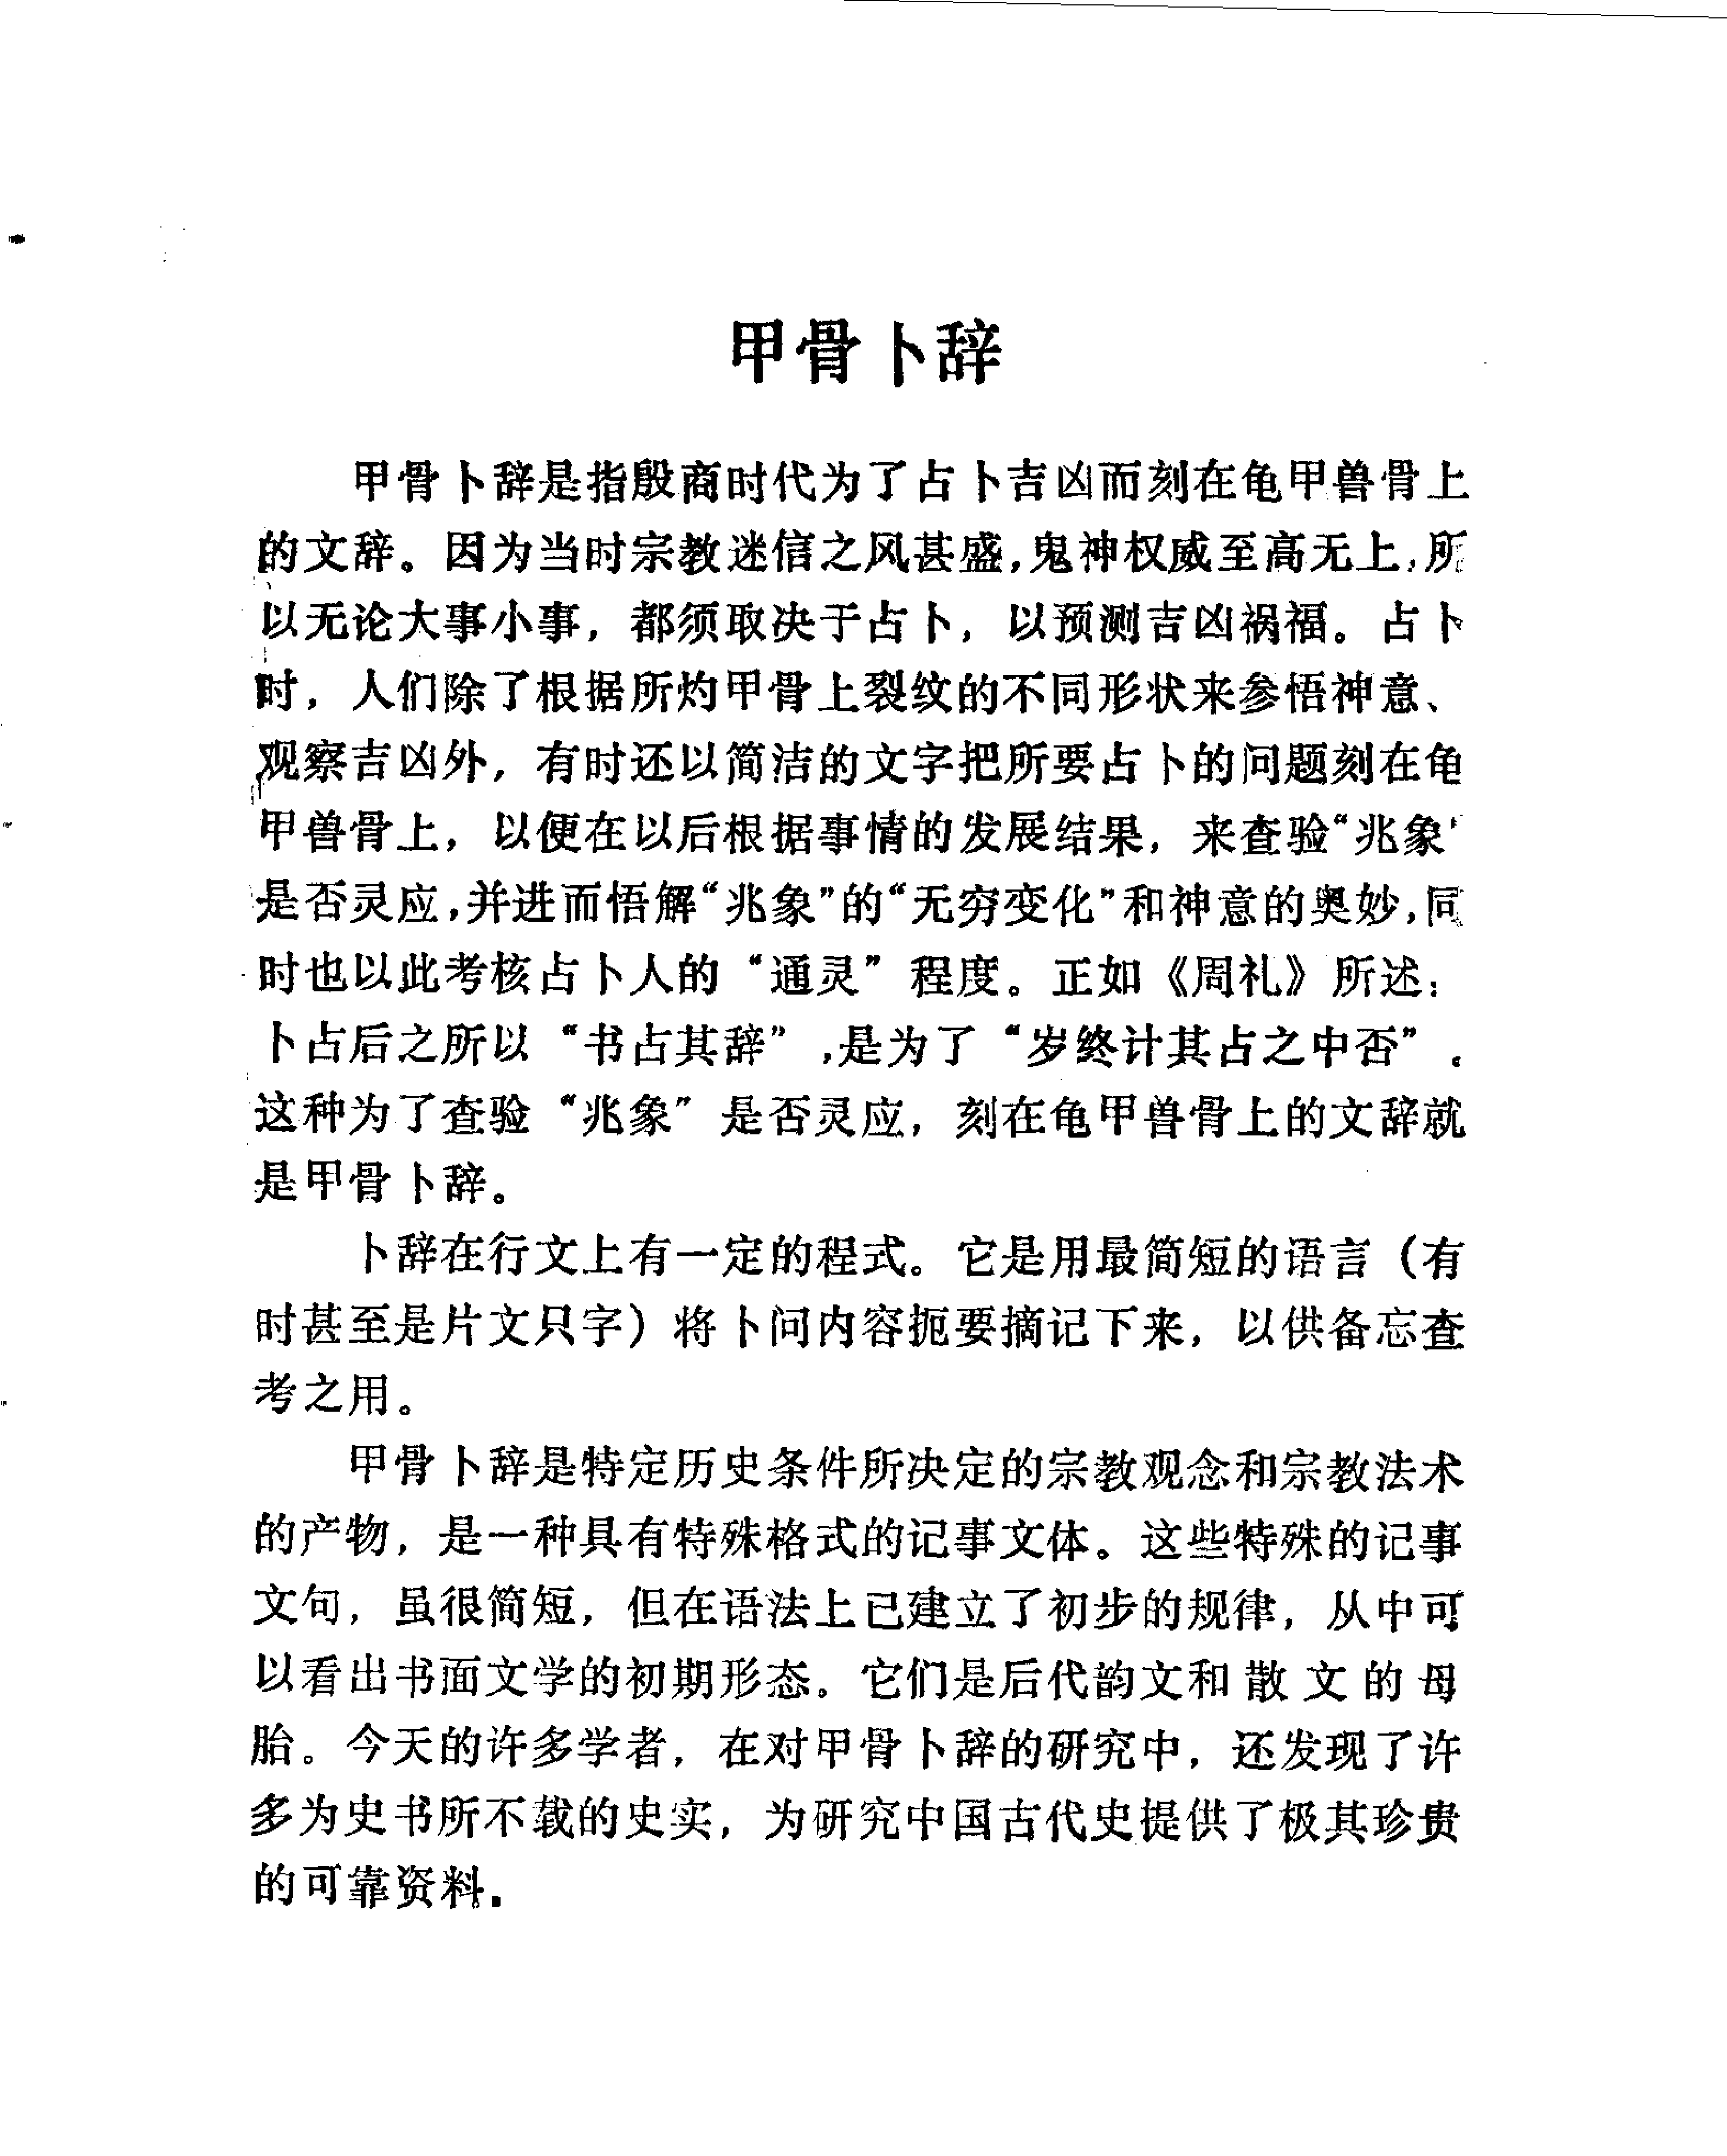 甲骨卜辞
甲骨卜辞是指殷商时代为了占卜吉凶而刻在龟甲兽骨上
的文辞。因为当时宗教迷信之风甚盛,鬼神权威至高无上,所
以无论大事小事，都须取决于占卜，以预测吉凶祸福。占卜
时，人们除了根据所灼甲骨上裂纹的不同形状来参悟神意、
观察吉凶外，有时还以简洁的文字把所要占卜的问题刻在龟
甲兽骨上，以便在以后根据事情的发展结果，来查验“兆象'
是否灵应,并进而悟解“兆象”的“无穷变化”和神意的奥妙,同
时也以此考核占卜人的“通灵”程度。正如《周礼》所述：
卜占后之所以“书占其辞”,是为了“岁终计其占之中否”.
这种为了查验“兆象”是否灵应，刻在龟甲兽骨上的文辞就
是甲骨卜辞。
卜辞在行文上有一定的程式。它是用最简短的语言（有
时甚至是片文只字）将卜问内容扼要摘记下来，以供备忘查
考之用。
甲骨卜辞是特定历史条件所决定的宗教观念和宗教法术
的产物，是一种具有特殊格式的记事文体。这些特殊的记事
文句，虽很简短，但在语法上已建立了初步的规律，从中可
以看出书面文学的初期形态。它们是后代韵文和散文的母
胎。今天的许多学者，在对甲骨卜辞的研究中，还发现了许
多为史书所不载的史实，为研究中国古代史提供了极其珍贵
的可靠资料.